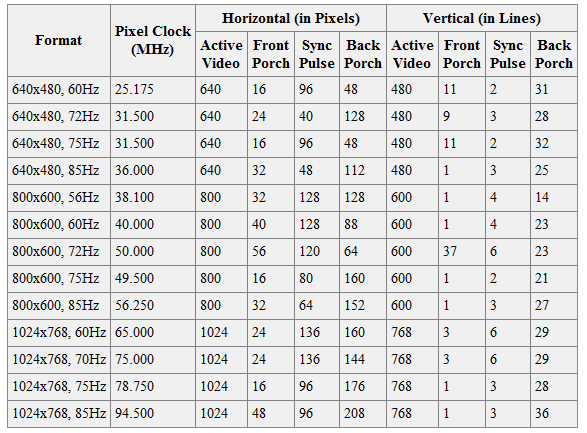 Format Pixel Clock (MHz) Horizontal (in Pixels) Vertical (in Lines)
Active Video Front Porch Sync Pulse Back Porch Active Video Front Porch Sync Pulse Back Porch
640x480, 60Hz 25.175 640 16 96 48 480 11 2 31
640x480, 72Hz 31.500 640 24 40 128 480 9 3 28
640x480, 75Hz 31.500 640 16 96 48 480 11 2 32
640x480, 85Hz 36.000 640 32 48 112 480 1 3 25
800x600, 56Hz 38.100 800 32 128 128 600 1 4 14
800x600, 60Hz 40.000 800 40 128 88 600 1 4 23
800x600, 72Hz 50.000 800 56 120 64 600 37 6 23
800x600, 75Hz 49.500 800 16 80 160 600 1 2 21
800x600, 85Hz 56.250 800 32 64 152 600 1 3 27
1024x768, 60Hz 65.000 1024 24 136 160 768 3 6 29
1024x768, 70Hz 75.000 1024 24 136 144 768 3 6 29
1024x768, 75Hz 78.750 1024 16 96 176 768 1 3 28
1024x768, 85Hz 94.500 1024 48 96 208 768 1 3 36